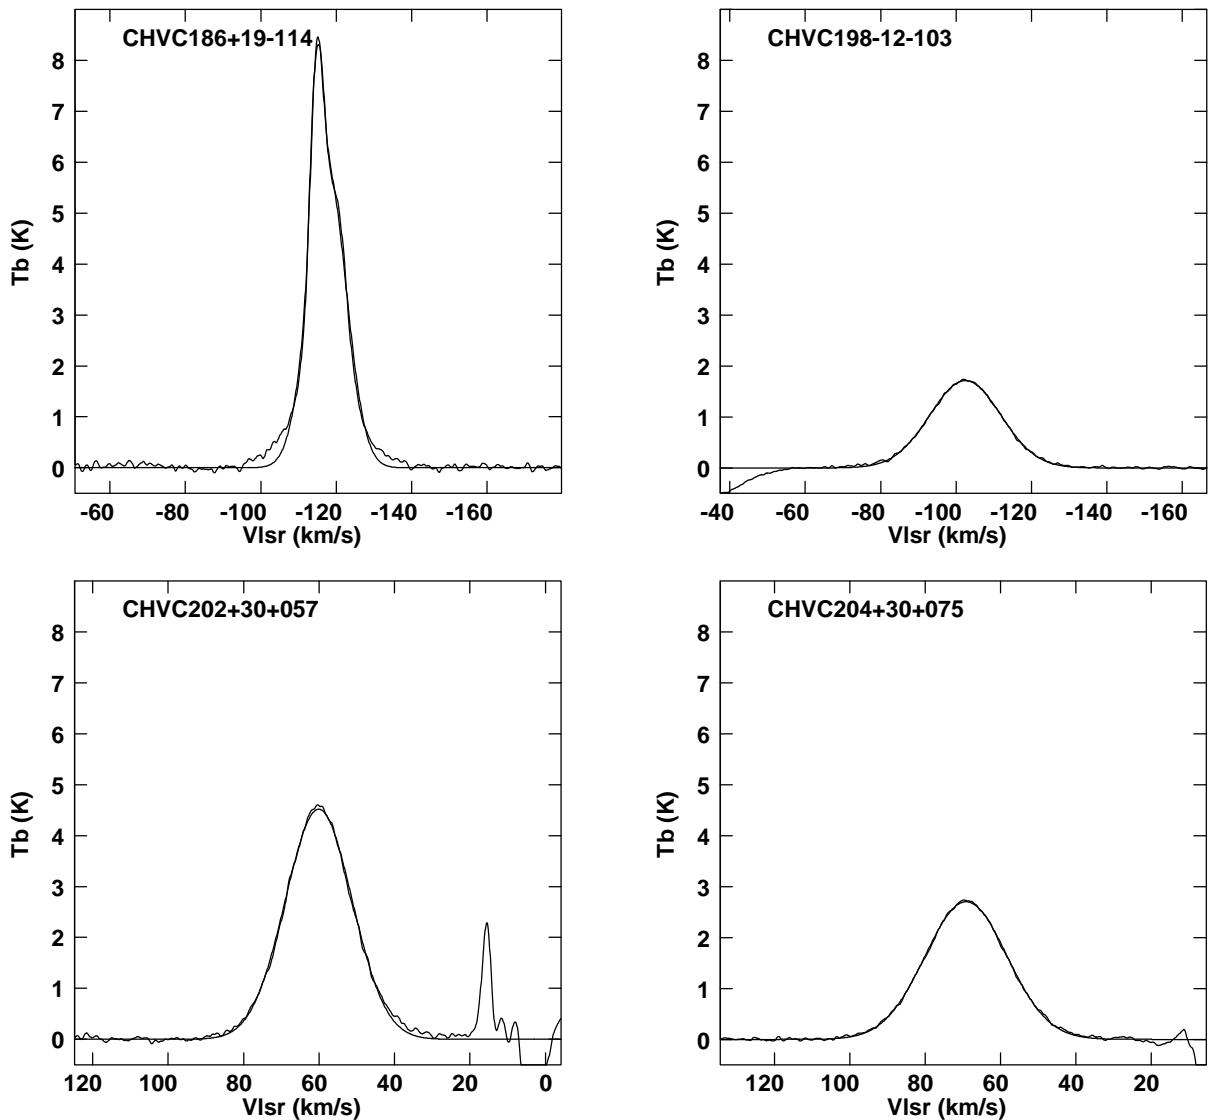 CHVC186+19-114
8
7
6
5
4
3
2
1
0
Tb (K)
-60 -80 -100 -120 -140 -160
Vlsr (km/s)
CHVC198-12-103
8
7
6
5
4
3
2
1
0
Tb (K)
-40 -60 -80 -100 -120 -140 -160
Vlsr (km/s)
CHVC202+30+057
8
7
6
5
4
3
2
1
0
Tb (K)
120 100 80 60 40 20 0
Vlsr (km/s)
CHVC204+30+075
8
7
6
5
4
3
2
1
0
Tb (K)
120 100 80 60 40 20
Vlsr (km/s)